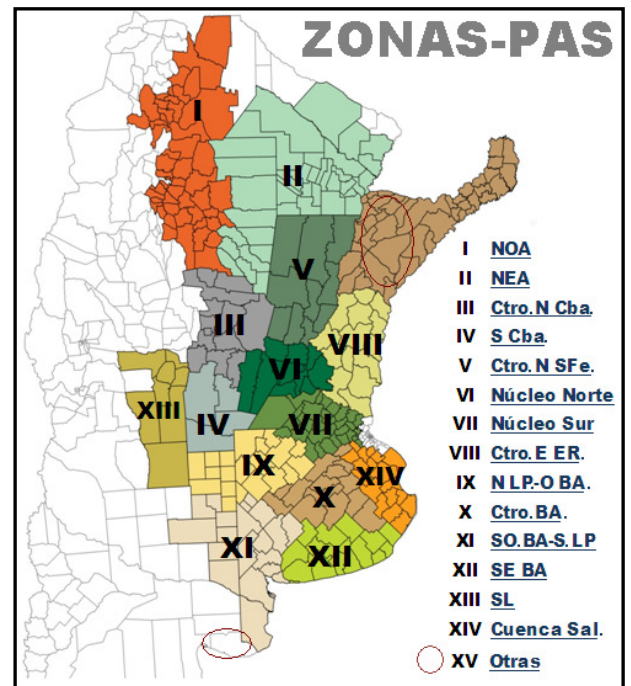 ZONAS-PAS
I
II
V
III
VIII
VI
XIII
IV
VII
IX
XIV
X
XI
XII
I NOA
II NEA
III Ctro.N Cba.
IV S Cba.
V Ctro.N SFe.
VI Núcleo Norte
VII Núcleo Sur
VIII Ctro.E ER.
IX N LP.-O BA.
X Ctro.BA.
XI SO.BA-S.LP
XII SE BA
XIII SL
XIV Cuenca Sal.
XV Otras